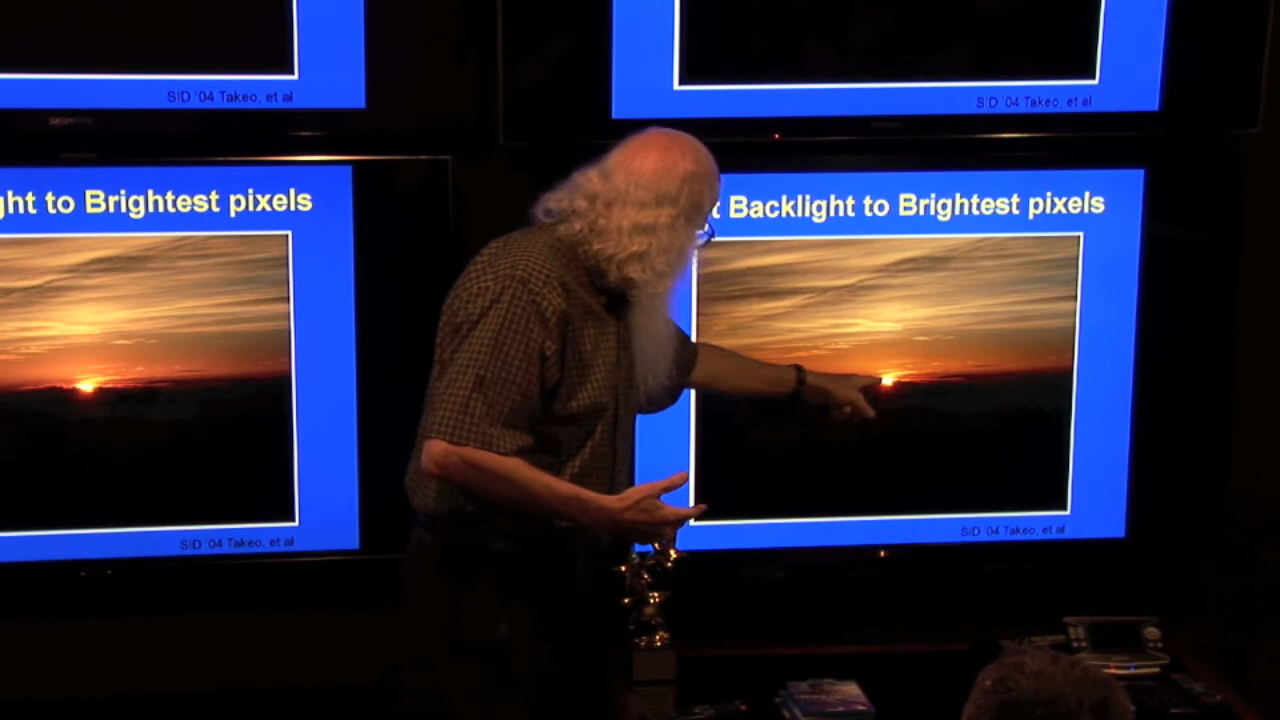 SID '04 Takeo, et al
SID '04 Takeo, et al
ght to Brightest pixels
t Backlight to Brightest pixels
SID '04 Takeo, et al
SID '04 Takeo, et al